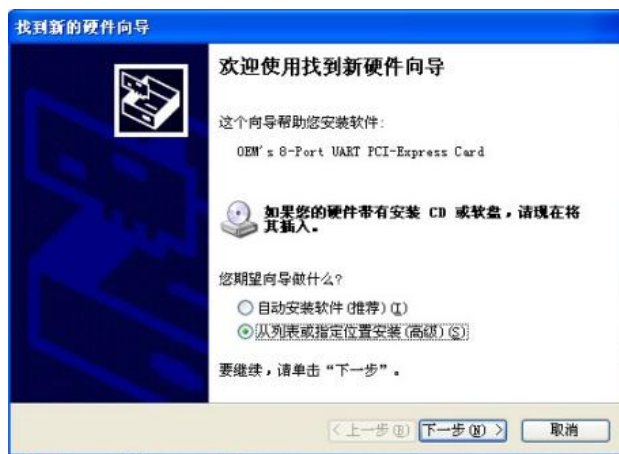 找到新的硬件向导
欢迎使用找到新硬件向导
这个向导帮助您安装软件:
OEM's 8-Port UART PCI-Express Card
如果您的硬件带有安装 CD 或软盘，请现在将
其插入。
您期望向导做什么?
自动安装软件(推荐)(I)
从列表或指定位置安装(高级)(S)
要继续，请单击“下一步”。
< 上一步(B)
下一步(N) >
取消